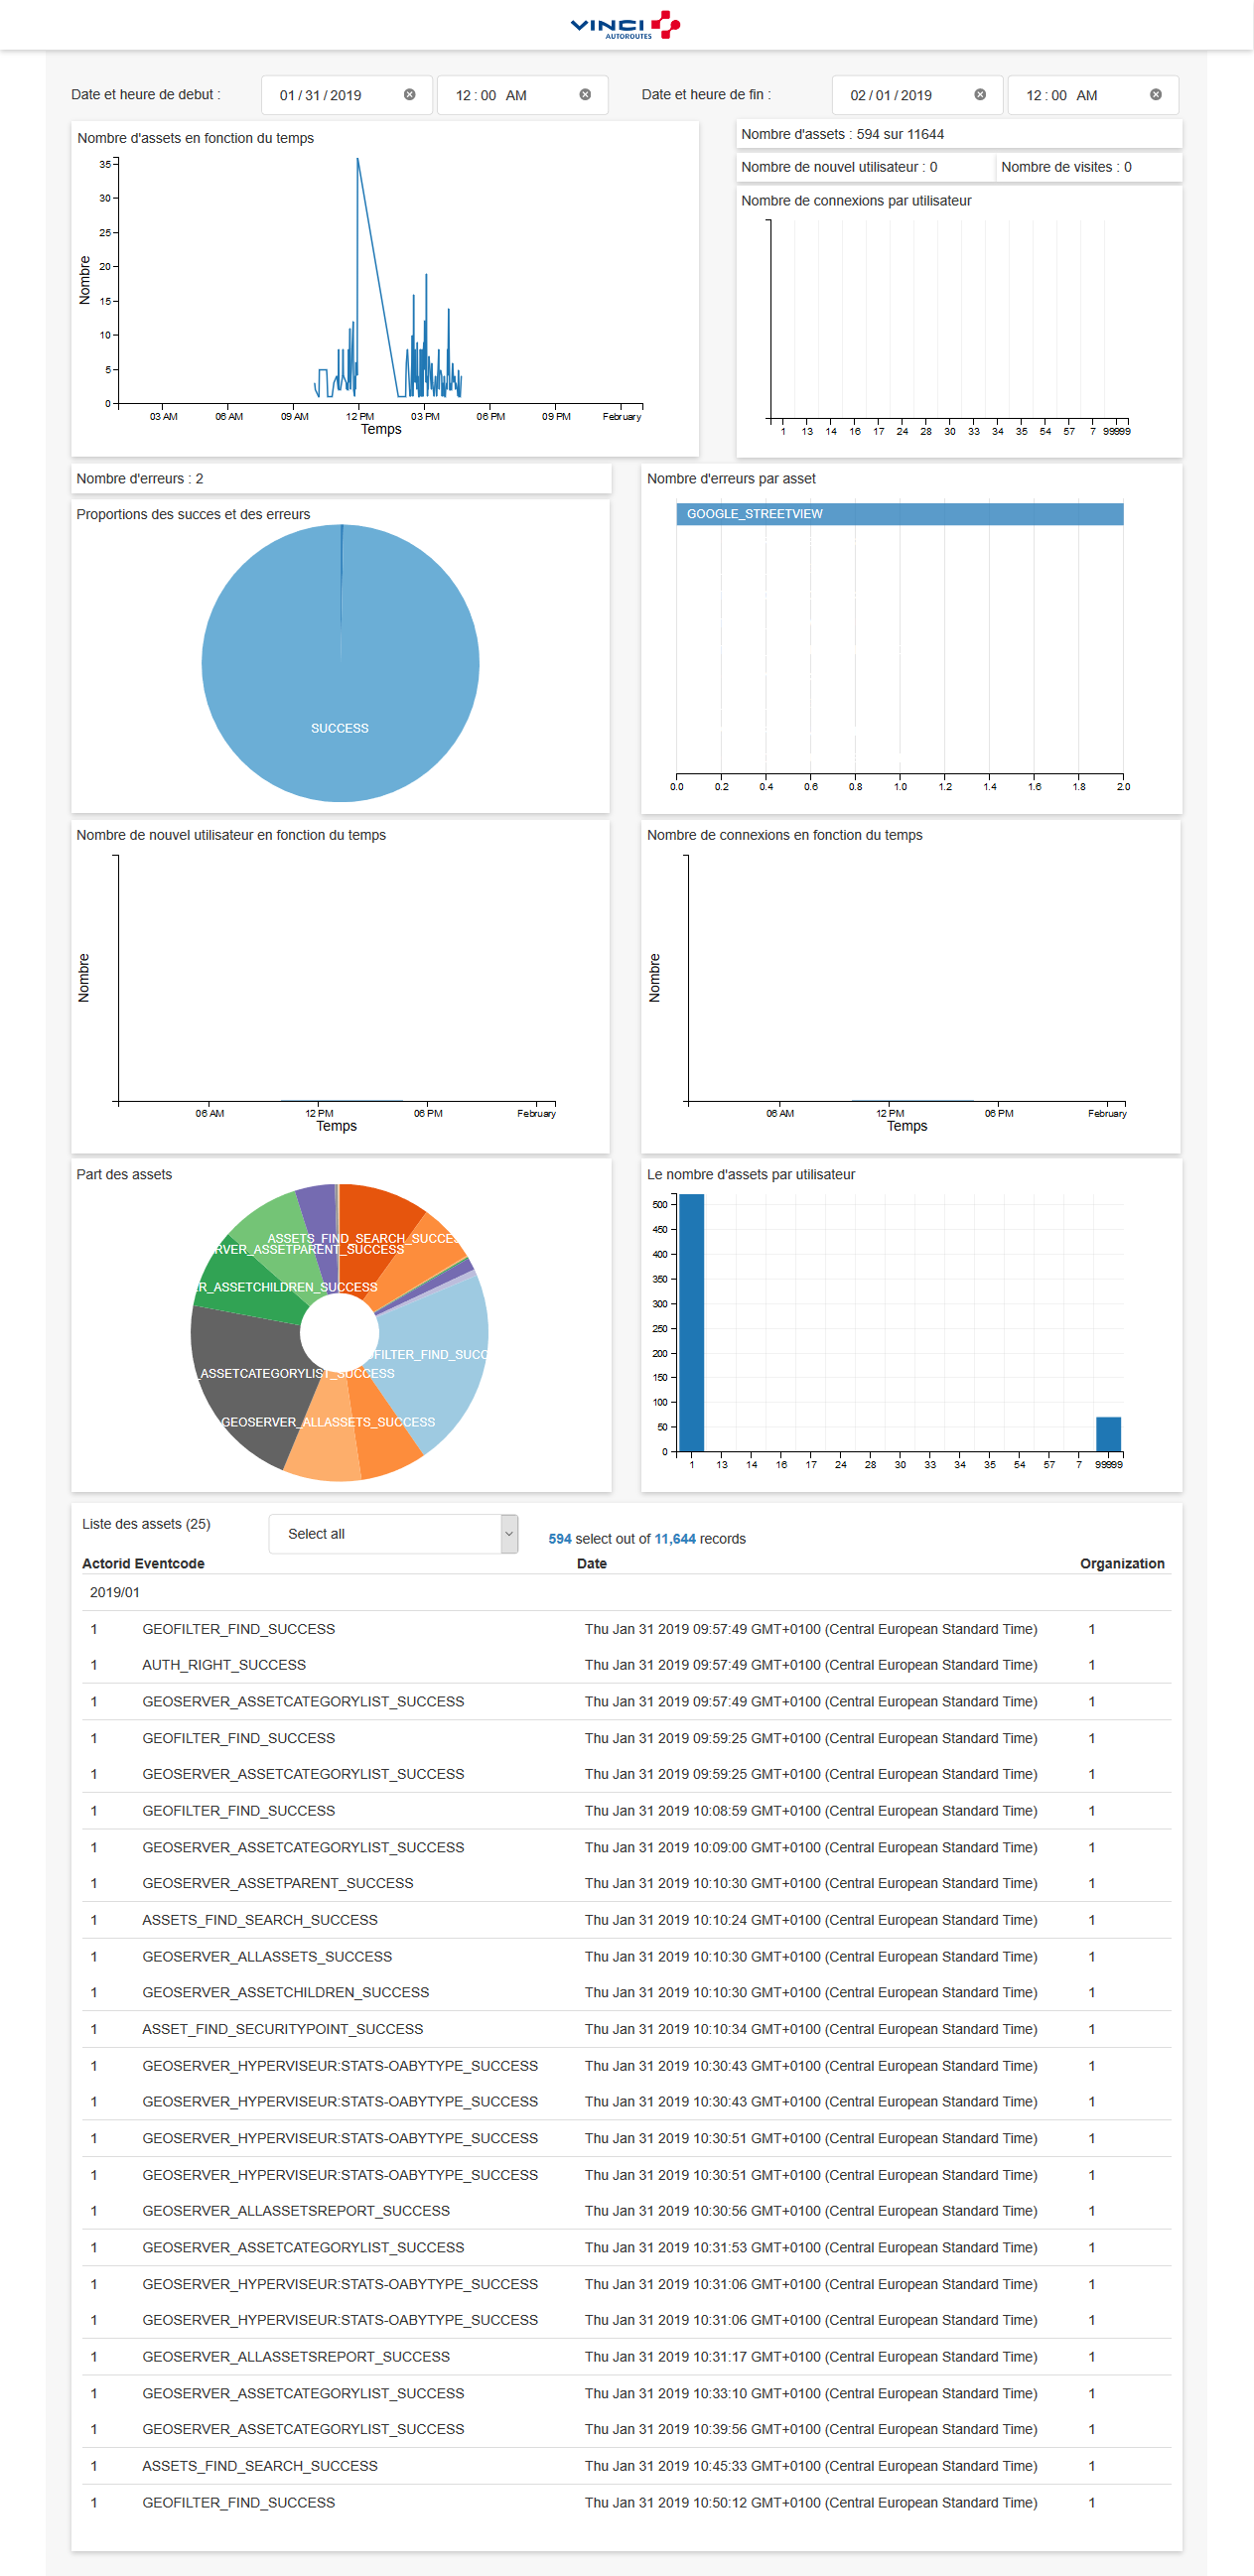 VINCI
AUTOROUTES
Date et heure de debut :
01 / 31 / 2019
12 : 00 AM
Date et heure de fin :
02 / 01 / 2019
12 : 00 AM
Nombre d'assets en fonction du temps
35
30
25
20
15
10
5
0
Nombre
03 AM 06 AM 09 AM 12 PM 03 PM 06 PM 09 PM February
Temps
Nombre d'assets : 594 sur 11644
Nombre de nouvel utilisateur : 0
Nombre de visites : 0
Nombre de connexions par utilisateur
1 13 14 16 17 24 28 30 33 34 35 54 57 7
Nombre d'erreurs : 2
Proportions des succes et des erreurs
SUCCESS
Nombre d'erreurs par asset
GOOGLE_STREETVIEW
0.0 0.2 0.4 0.6 0.8 1.0 1.2 1.4 1.6 1.8 2.0
Nombre de nouvel utilisateur en fonction du temps
Nombre
06 AM 12 PM 06 PM February
Temps
Nombre de connexions en fonction du temps
Nombre
06 AM 12 PM 06 PM February
Temps
Part des assets
ASSETS_FIND_SEARCH_SUCCES
RVER_ASSETPARENT_SUCCESS
R_ASSETCHILDREN_SUCCESS
FILTER_FIND_SUCC
_ASSETCATEGORYLIST_SUCCESS
GEOSERVER_ALLASSETS_SUCCESS
Le nombre d'assets par utilisateur
500
450
400
350
300
250
200
150
100
50
0
1 13 14 16 17 24 28 30 33 34 35 54 57 7
Liste des assets (25)
Select all
594 select out of 11,644 records
Actorid Eventcode Date Organization
2019/01
1 GEOFILTER_FIND_SUCCESS Thu Jan 31 2019 09:57:49 GMT+0100 (Central European Standard Time) 1
1 AUTH_RIGHT_SUCCESS Thu Jan 31 2019 09:57:49 GMT+0100 (Central European Standard Time) 1
1 GEOSERVER_ASSETCATEGORYLIST_SUCCESS Thu Jan 31 2019 09:57:49 GMT+0100 (Central European Standard Time) 1
1 GEOFILTER_FIND_SUCCESS Thu Jan 31 2019 09:59:25 GMT+0100 (Central European Standard Time) 1
1 GEOSERVER_ASSETCATEGORYLIST_SUCCESS Thu Jan 31 2019 09:59:25 GMT+0100 (Central European Standard Time) 1
1 GEOFILTER_FIND_SUCCESS Thu Jan 31 2019 10:08:59 GMT+0100 (Central European Standard Time) 1
1 GEOSERVER_ASSETCATEGORYLIST_SUCCESS Thu Jan 31 2019 10:09:00 GMT+0100 (Central European Standard Time) 1
1 GEOSERVER_ASSETPARENT_SUCCESS Thu Jan 31 2019 10:10:30 GMT+0100 (Central European Standard Time) 1
1 ASSETS_FIND_SEARCH_SUCCESS Thu Jan 31 2019 10:10:24 GMT+0100 (Central European Standard Time) 1
1 GEOSERVER_ALLASSETS_SUCCESS Thu Jan 31 2019 10:10:30 GMT+0100 (Central European Standard Time) 1
1 GEOSERVER_ASSETCHILDREN_SUCCESS Thu Jan 31 2019 10:10:30 GMT+0100 (Central European Standard Time) 1
1 ASSET_FIND_SECURITYPOINT_SUCCESS Thu Jan 31 2019 10:10:34 GMT+0100 (Central European Standard Time) 1
1 GEOSERVER_HYPERVISEUR:STATS-OABYTYPE_SUCCESS Thu Jan 31 2019 10:30:43 GMT+0100 (Central European Standard Time) 1
1 GEOSERVER_HYPERVISEUR:STATS-OABYTYPE_SUCCESS Thu Jan 31 2019 10:30:43 GMT+0100 (Central European Standard Time) 1
1 GEOSERVER_HYPERVISEUR:STATS-OABYTYPE_SUCCESS Thu Jan 31 2019 10:30:51 GMT+0100 (Central European Standard Time) 1
1 GEOSERVER_HYPERVISEUR:STATS-OABYTYPE_SUCCESS Thu Jan 31 2019 10:30:51 GMT+0100 (Central European Standard Time) 1
1 GEOSERVER_ALLASSETSREPORT_SUCCESS Thu Jan 31 2019 10:30:56 GMT+0100 (Central European Standard Time) 1
1 GEOSERVER_ASSETCATEGORYLIST_SUCCESS Thu Jan 31 2019 10:31:53 GMT+0100 (Central European Standard Time) 1
1 GEOSERVER_HYPERVISEUR:STATS-OABYTYPE_SUCCESS Thu Jan 31 2019 10:31:06 GMT+0100 (Central European Standard Time) 1
1 GEOSERVER_HYPERVISEUR:STATS-OABYTYPE_SUCCESS Thu Jan 31 2019 10:31:06 GMT+0100 (Central European Standard Time) 1
1 GEOSERVER_ALLASSETSREPORT_SUCCESS Thu Jan 31 2019 10:31:17 GMT+0100 (Central European Standard Time) 1
1 GEOSERVER_ASSETCATEGORYLIST_SUCCESS Thu Jan 31 2019 10:33:10 GMT+0100 (Central European Standard Time) 1
1 GEOSERVER_ASSETCATEGORYLIST_SUCCESS Thu Jan 31 2019 10:39:56 GMT+0100 (Central European Standard Time) 1
1 ASSETS_FIND_SEARCH_SUCCESS Thu Jan 31 2019 10:45:33 GMT+0100 (Central European Standard Time) 1
1 GEOFILTER_FIND_SUCCESS Thu Jan 31 2019 10:50:12 GMT+0100 (Central European Standard Time) 1